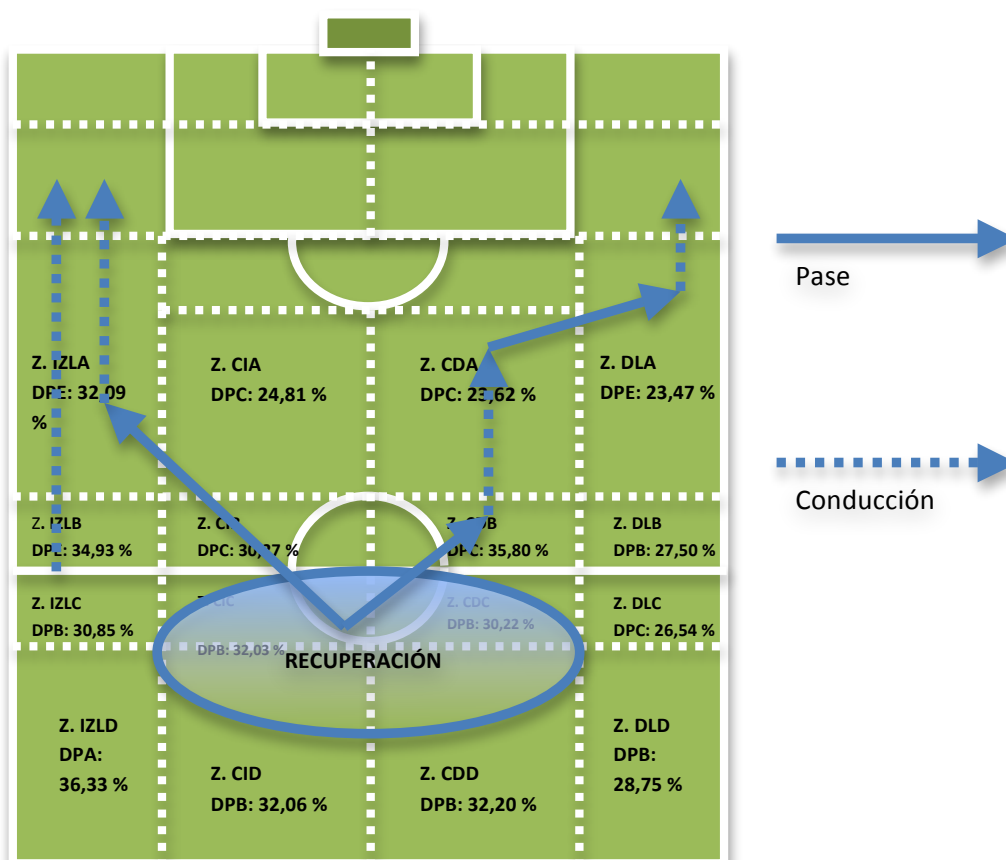 Pase
Z. IZLA
DPE: 32,09
%
Z. CIA
DPC: 24,81 %
Z. CDA
DPC: 23,62 %
Z. DLA
DPE: 23,47 %
Conducción
Z. IZLB
DPE: 34,93 %
Z. CIB
DPC: %
Z. CDB
DPC: 35,80 %
Z. DLB
DPB: 27,50 %
Z. IZLC
DPB: 30,85 %
Z. CIC
DPB: 32,03 %
Z. CDC
DPB: 30,22 %
Z. DLC
DPC: 26,54 %
RECUPERACIÓN
Z. IZLD
DPA:
36,33 %
Z. CID
DPB: 32,06 %
Z. CDD
DPB: 32,20 %
Z. DLD
DPB:
28,75 %